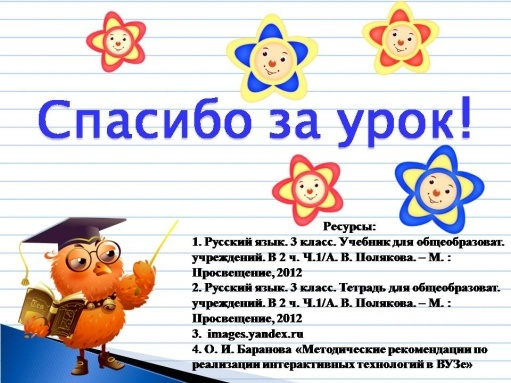 Спасибо за урок!
Ресурсы:
1. Русский язык. 3 класс. Учебник для общеобразоват.
учреждений. В 2 ч. Ч.1/А. В. Полякова. – М. :
Просвещение, 2012
2. Русский язык. 3 класс. Тетрадь для общеобразоват.
учреждений. В 2 ч. Ч.1/А. В. Полякова. – М. :
Просвещение, 2012
3. images.yandex.ru
4. О. И. Баранова «Методические рекомендации по
реализации интерактивных технологий в ВУЗе»